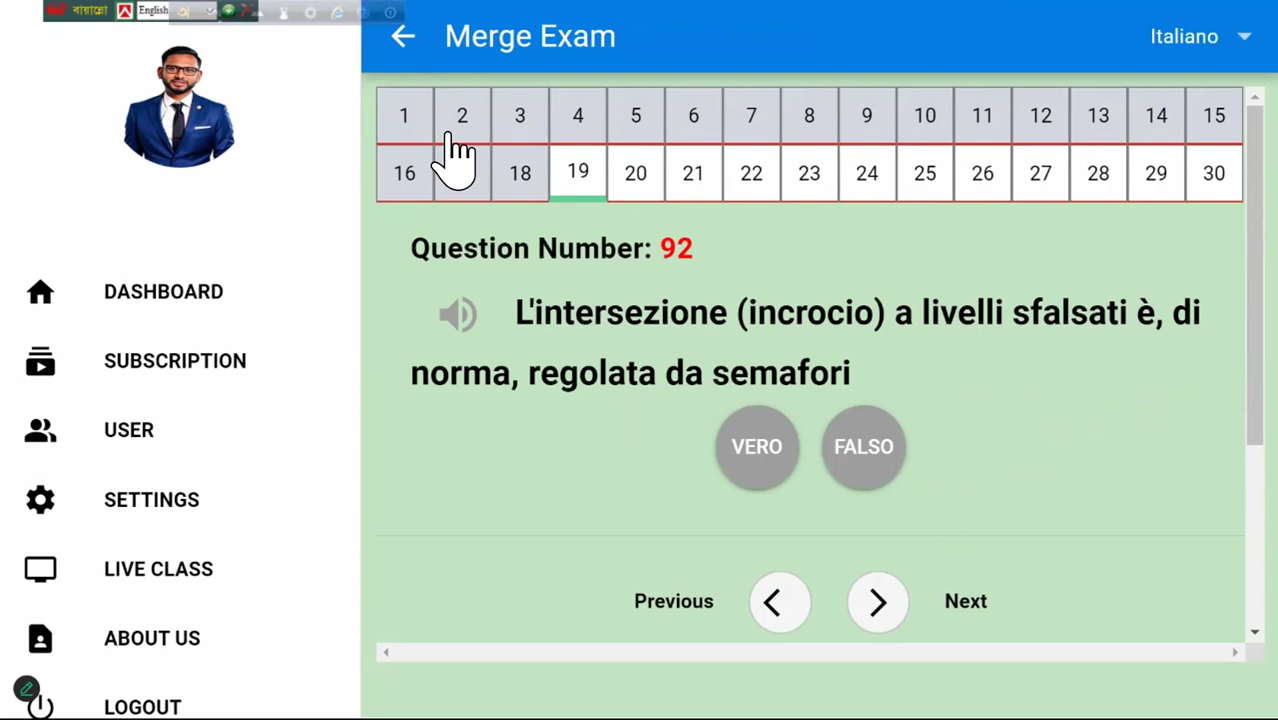 বায়ান্নো English
Merge Exam
Italiano
1 2 3 4 5 6 7 8 9 10 11 12 13 14 15
16 18 19 20 21 22 23 24 25 26 27 28 29 30
Question Number: 92
L'intersezione (incrocio) a livelli sfalsati è, di
norma, regolata da semafori
VERO FALSO
Previous Next
DASHBOARD
SUBSCRIPTION
USER
SETTINGS
LIVE CLASS
ABOUT US
LOGOUT